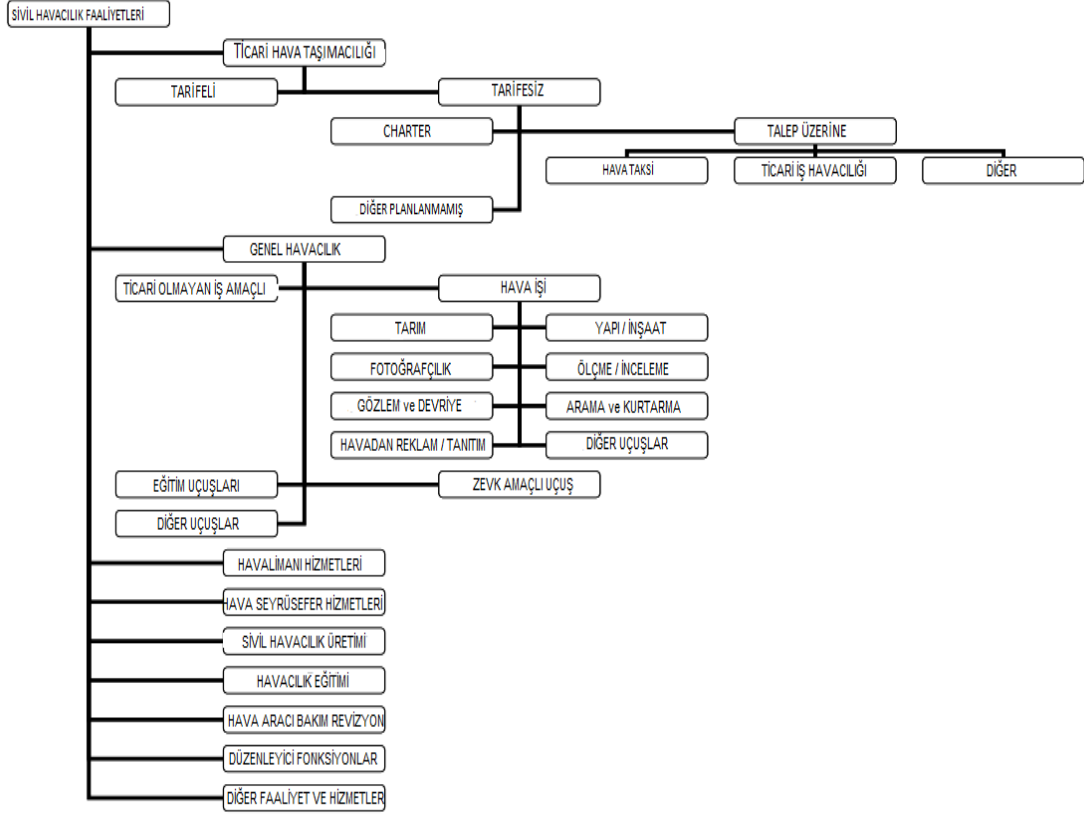 SİVİL HAVACILIK FAALİYETLERİ
TİCARİ HAVA TAŞIMACILIĞI
TARİFELİ
TARİFESİZ
CHARTER
TALEP ÜZERİNE
HAVA TAKSİ
TİCARİ İŞ HAVACILIĞI
DİĞER
DİĞER PLANLANMAMIŞ
GENEL HAVACILIK
TİCARİ OLMAYAN İŞ AMAÇLI
HAVA İŞİ
TARIM
YAPI / İNŞAAT
FOTOĞRAFÇILIK
ÖLÇME / İNCELEME
GÖZLEM ve DEVRİYE
ARAMA ve KURTARMA
HAVADAN REKLAM / TANITIM
DİĞER UÇUŞLAR
EĞİTİM UÇUŞLARI
ZEVK AMAÇLI UÇUŞ
DİĞER UÇUŞLAR
HAVALİMANI HİZMETLERİ
HAVA SEYRÜSEFER HİZMETLERİ
SİVİL HAVACILIK ÜRETİMİ
HAVACILIK EĞİTİMİ
HAVA ARACI BAKIM REVİZYON
DÜZENLEYİCİ FONKSİYONLAR
DİĞER FAALİYET VE HİZMETLER